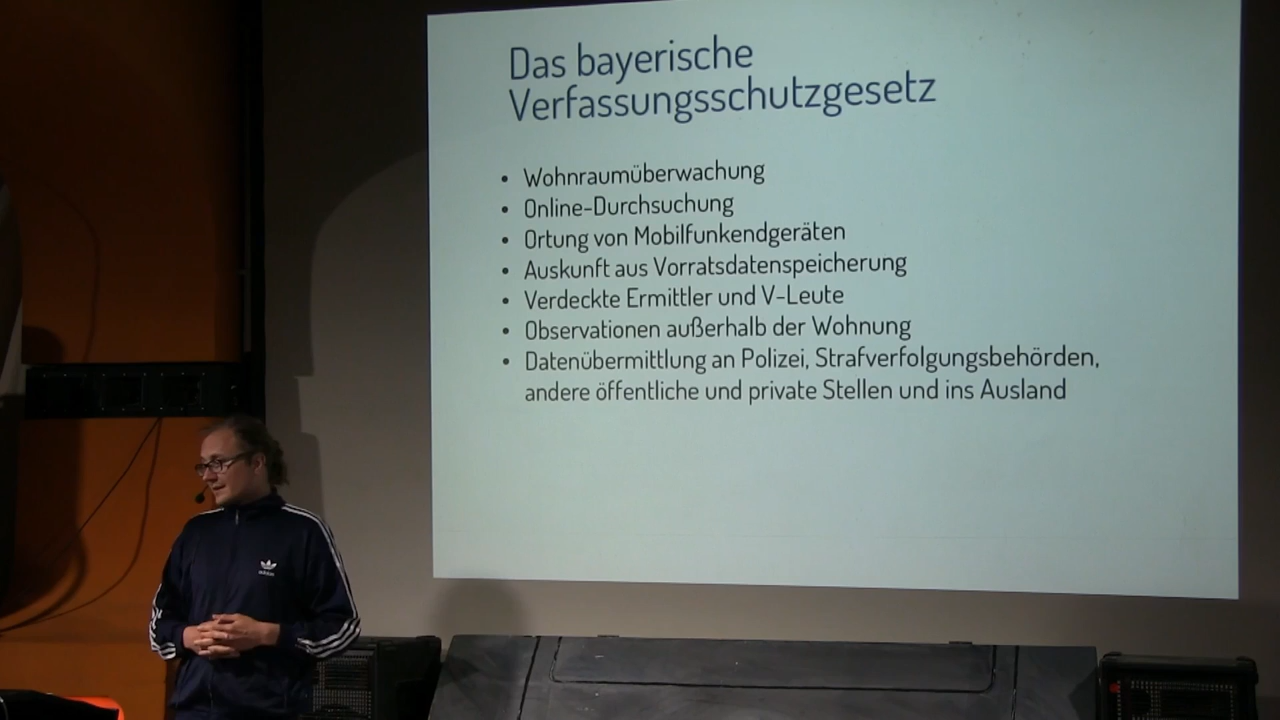 Das bayerische
Verfassungsschutzgesetz
• Wohnraumüberwachung
• Online-Durchsuchung
• Ortung von Mobilfunkendgeräten
• Auskunft aus Vorratsdatenspeicherung
• Verdeckte Ermittler und V-Leute
• Observationen außerhalb der Wohnung
• Datenübermittlung an Polizei, Strafverfolgungsbehörden,
andere öffentliche und private Stellen und ins Ausland
adidas